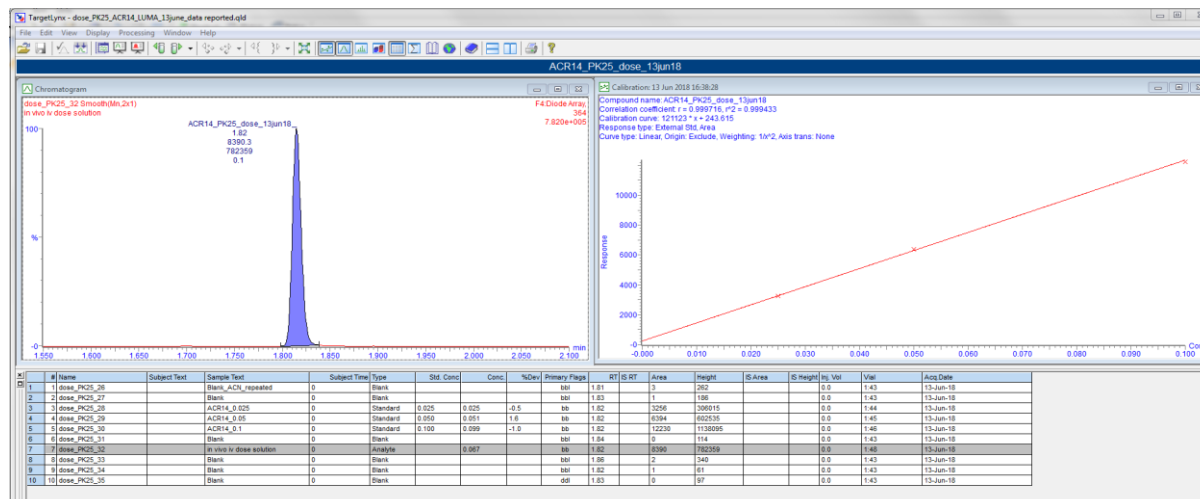 TargetLynx - dose_PK25_ACR14_LUMA_13june_data reported.qld
File Edit View Display Processing Window Help
ACR14_PK25_dose_13jun18
Chromatogram
dose_PK25_32 Smooth(Mn,2x1)
in vivo iv dose solution
F4:Diode Array,
364
7.820e+005
ACR14_PK25_dose_13jun18
1.82
8390.3
782359
0.1
100
%
-0
1.550 1.600 1.650 1.700 1.750 1.800 1.850 1.900 1.950 2.000 2.050 2.100
min
Calibration: 13 Jun 2018 16:38:28
Compound name: ACR14_PK25_dose_13jun18
Correlation coefficient: r = 0.999716, r^2 = 0.999433
Calibration curve: 121123 * x + 243.615
Response type: External Std, Area
Curve type: Linear, Origin: Exclude, Weighting: 1/x^2, Axis trans: None
Response
10000
8000
6000
4000
2000
-0
-0.000 0.010 0.020 0.030 0.040 0.050 0.060 0.070 0.080 0.090 0.100
# Name Subject Text Sample Text Subject Time Type Std. Conc Conc. %Dev Primary Flags RT IS RT Area Height IS Area IS Height Inj. Vol Vial Acq.Date
1 1 dose_PK25_26 Blank_ACN_repeated 0 Blank bbI 1.81 3 262 0.0 1:43 13-Jun-18
2 2 dose_PK25_27 Blank 0 Blank bbI 1.83 1 186 0.0 1:43 13-Jun-18
3 3 dose_PK25_28 ACR14_0.025 0 Standard 0.025 0.025 -0.5 bb 1.82 3256 306015 0.0 1:44 13-Jun-18
4 4 dose_PK25_29 ACR14_0.05 0 Standard 0.050 0.051 1.6 bb 1.82 6394 602535 0.0 1:45 13-Jun-18
5 5 dose_PK25_30 ACR14_0.1 0 Standard 0.100 0.099 -1.0 bb 1.82 12230 1138095 0.0 1:46 13-Jun-18
6 6 dose_PK25_31 Blank 0 Blank bbI 1.84 0 114 0.0 1:43 13-Jun-18
7 7 dose_PK25_32 in vivo iv dose solution 0 Analyte 0.067 bb 1.82 8390 782359 0.0 1:48 13-Jun-18
8 8 dose_PK25_33 Blank 0 Blank bbI 1.86 2 340 0.0 1:43 13-Jun-18
9 9 dose_PK25_34 Blank 0 Blank bbI 1.82 1 61 0.0 1:43 13-Jun-18
10 10 dose_PK25_35 Blank 0 Blank ddI 1.83 0 97 0.0 1:43 13-Jun-18